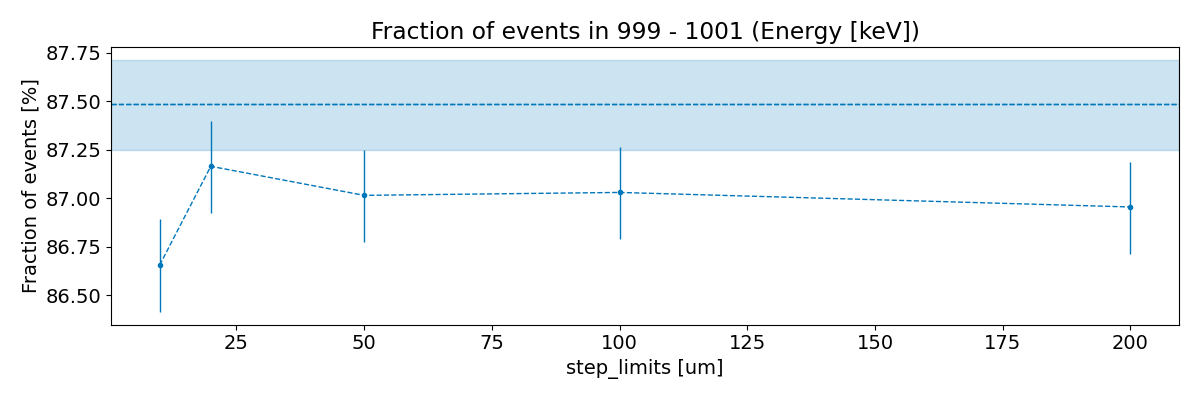 Fraction of events in 999 - 1001 (Energy [keV])
Fraction of events [%]
87.75
87.50
87.25
87.00
86.75
86.50
25 50 75 100 125 150 175 200
step_limits [um]